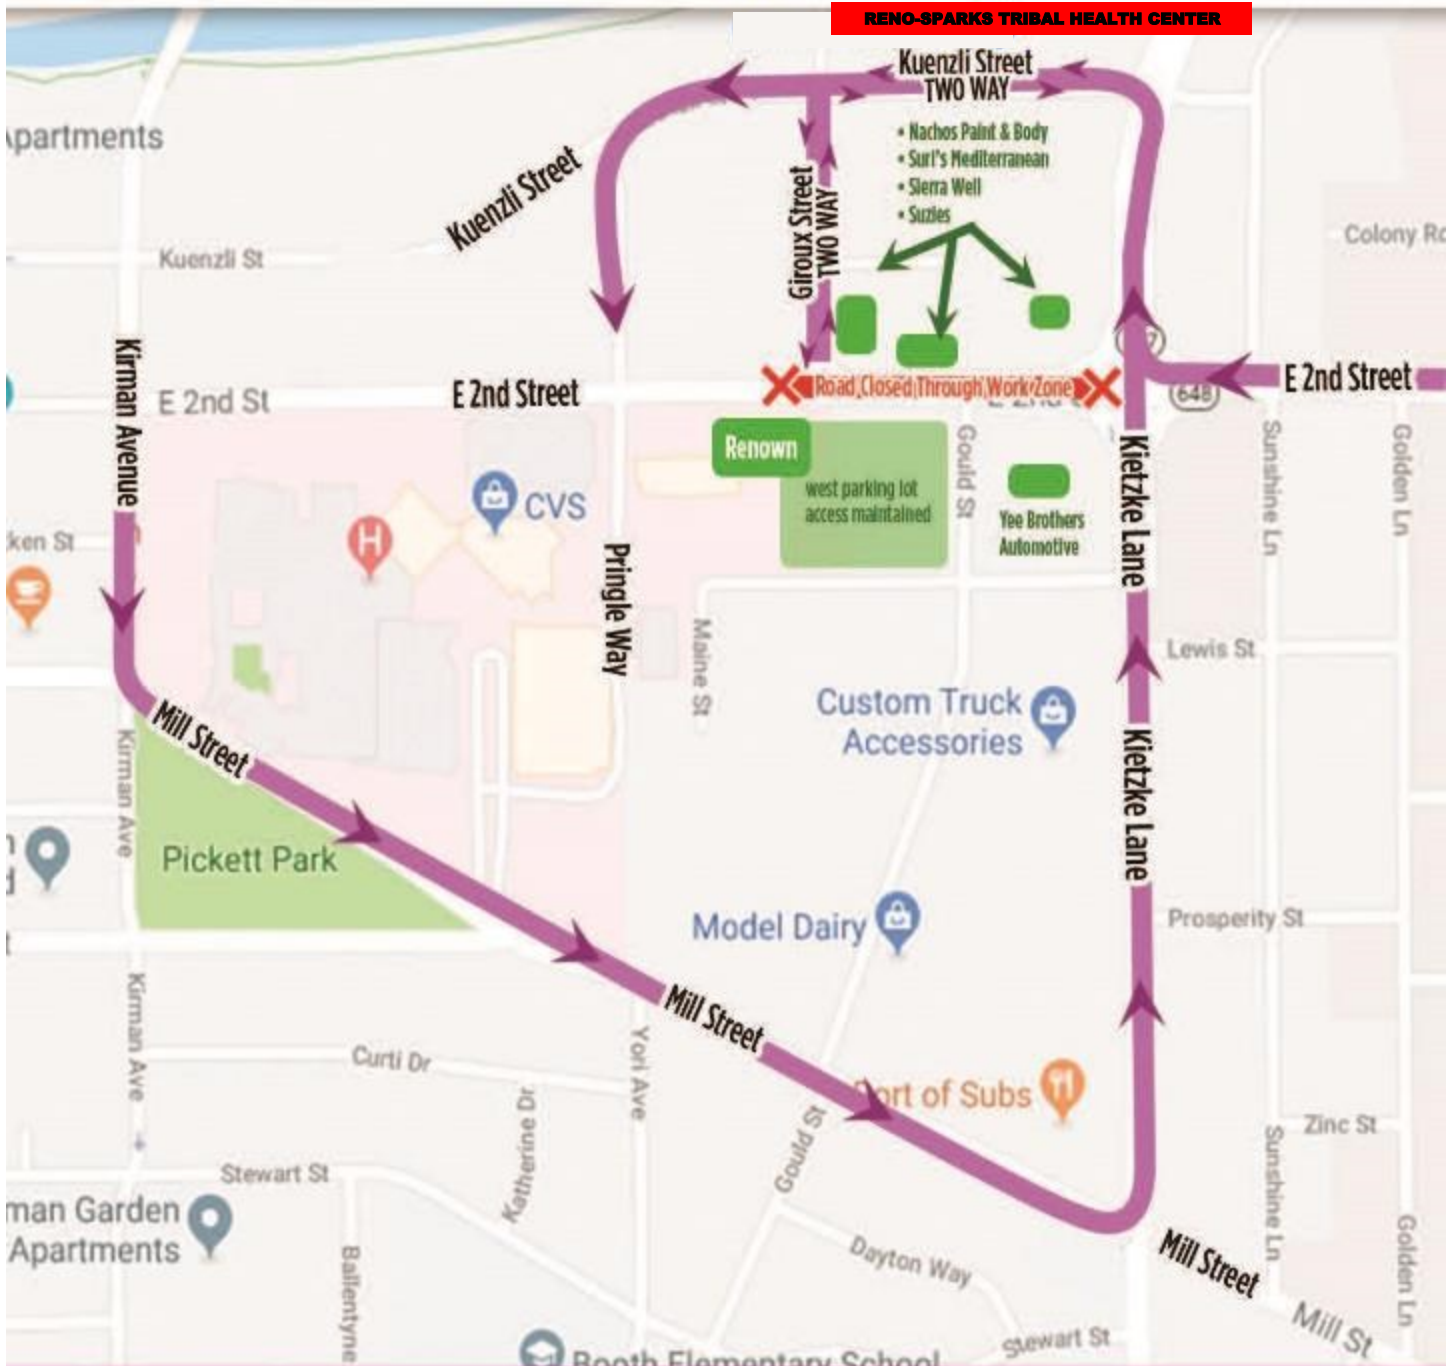 RENO-SPARKS TRIBAL HEALTH CENTER
Kuenzli Street
TWO WAY
• Nachos Paint & Body
• Suri's Mediterranean
• Sierra Well
• Suzies
Apartments
Kuenzli Street
Giroux Street
TWO WAY
Kuenzli St
Colony Rd
Kirman Avenue
E 2nd St
E 2nd Street
Road Closed Through Work Zone
E 2nd Street
648
Renown
west parking lot
access maintained
Gould St
Yee Brothers
Automotive
Kietzke Lane
Sunshine Ln
Golden Ln
CVS
H
ken St
Pringle Way
Maine St
Lewis St
Custom Truck
Accessories
Kietzke Lane
Mill Street
Kirman Ave
Pickett Park
Model Dairy
Prosperity St
Mill Street
Kirman Ave
Curti Dr
Yori Ave
Katherine Dr
ort of Subs
Gould St
Zinc St
Sunshine Ln
Stewart St
man Garden
Apartments
Ballentyne
Dayton Way
Mill Street
Golden Ln
Mill St
Stewart St
Booth Elementary School